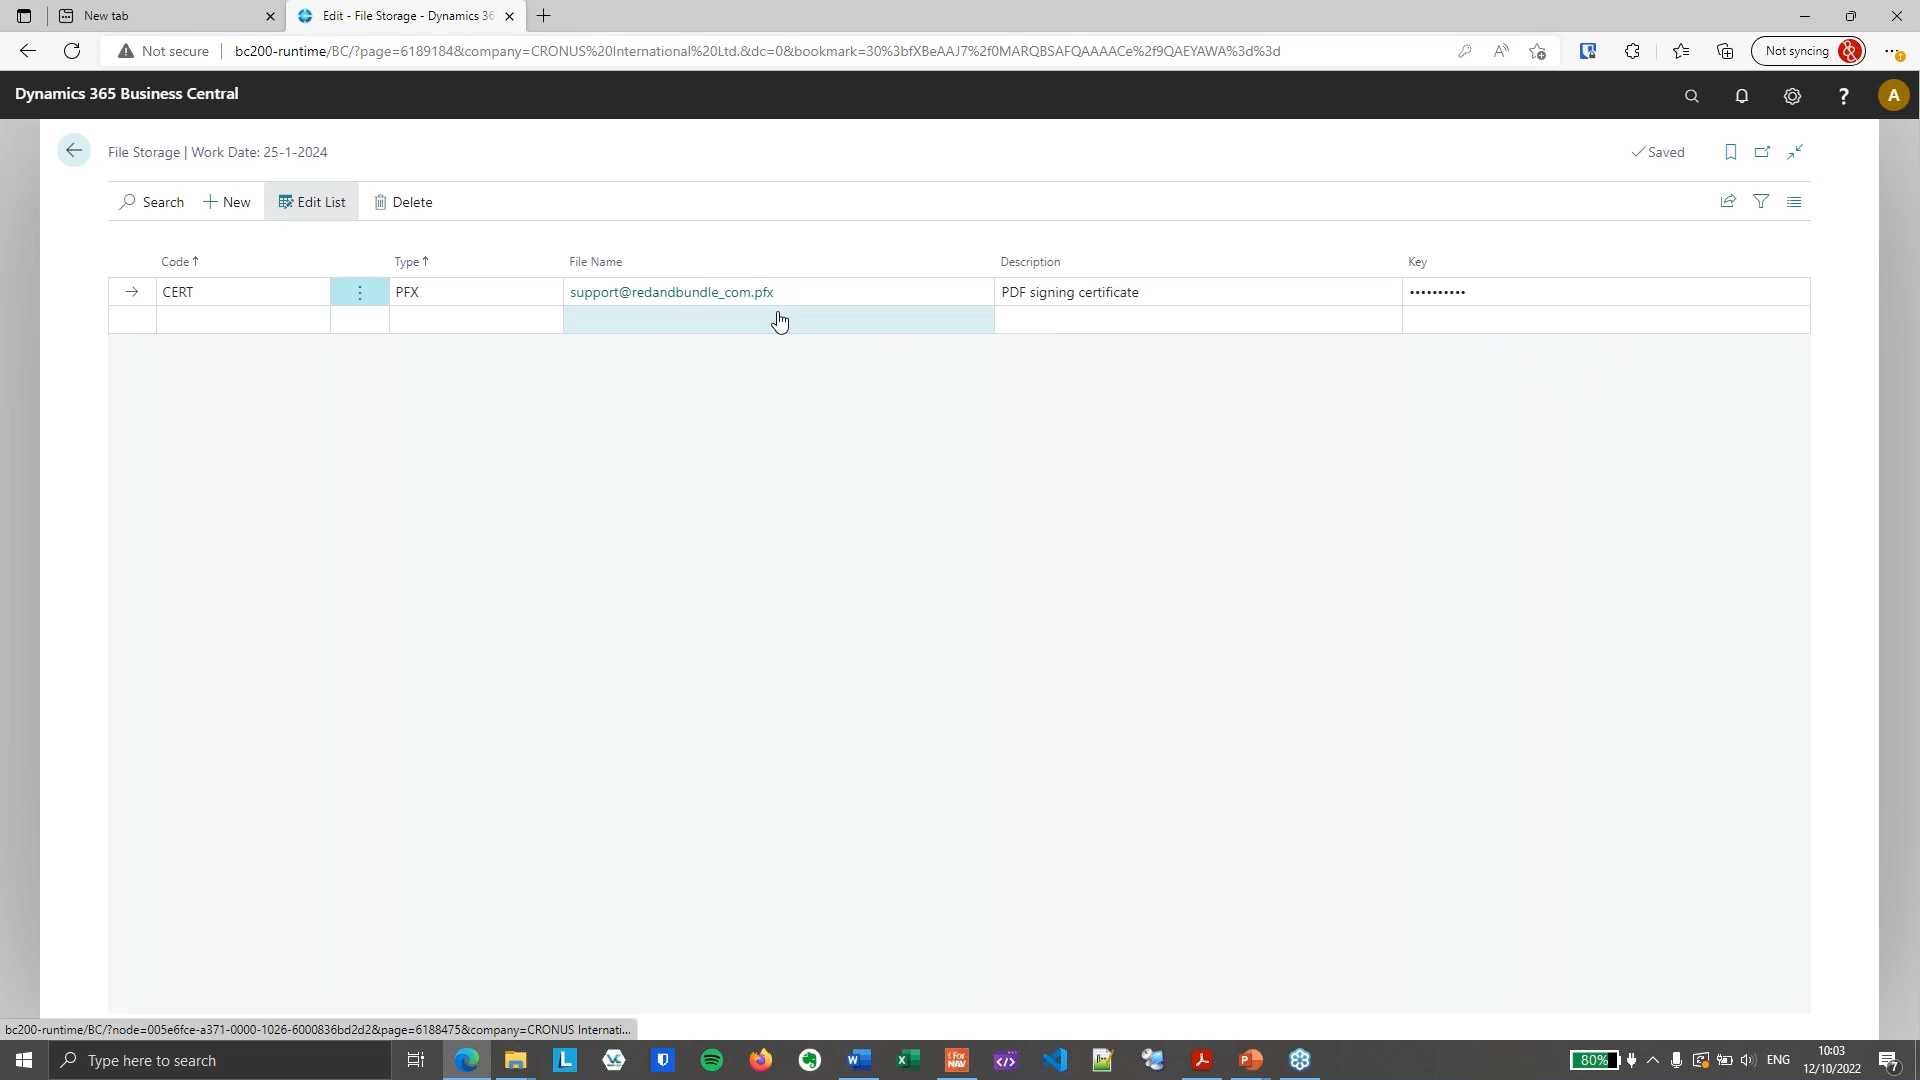 New tab
Edit - File Storage - Dynamics 36
Not secure
bc200-runtime/BC/?page=6189184&company=CRONUS%20International%20Ltd.&dc=0&bookmark=30%3bfXBeAAJ7%2f0MARQBSAFQAAAACe%2f9QAEYAWA%3d%3d
Not syncing
Dynamics 365 Business Central
A
File Storage | Work Date: 25-1-2024
Saved
Search
New
Edit List
Delete
Code↑
Type↑
File Name
Description
Key
CERT
PFX
support@redandbundle_com.pfx
PDF signing certificate
••••••••••
bc200-runtime/BC/?node=005e6fce-a371-0000-1026-6000836bd2d2&page=6188475&company=CRONUS Internati...
Type here to search
80%
ENG
10:03
12/10/2022
7